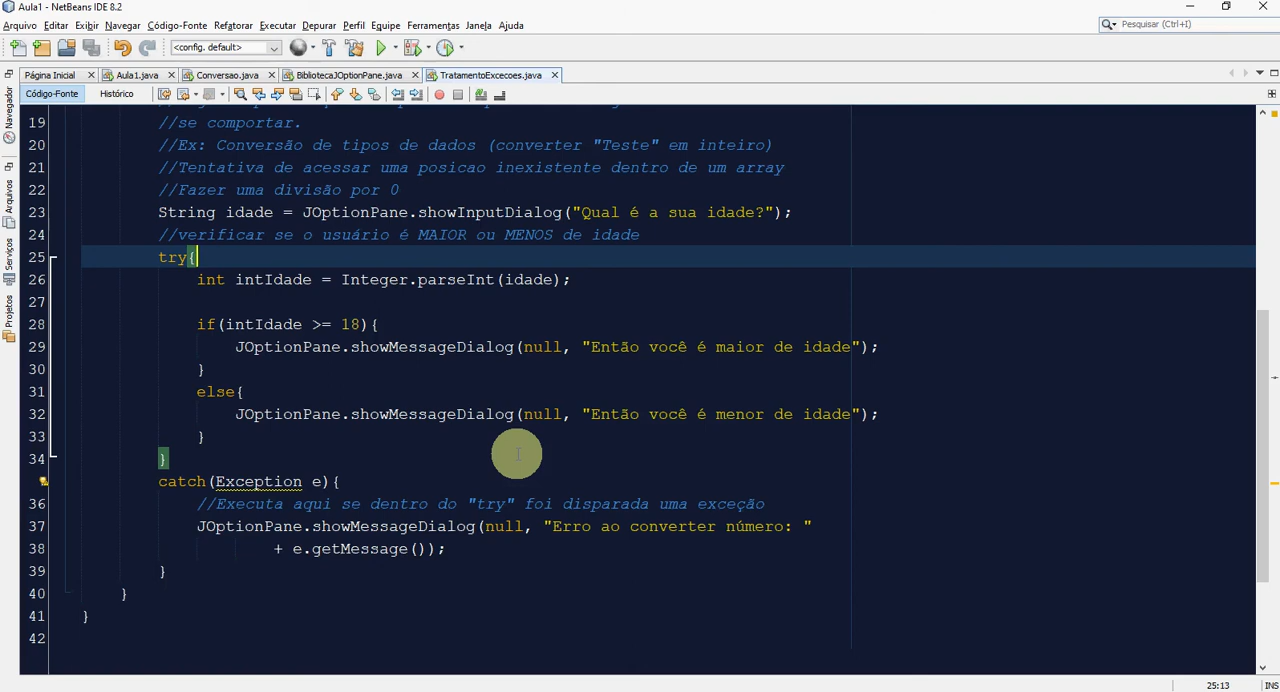 Aula1 - NetBeans IDE 8.2
Arquivo Editar Exibir Navegar Código-Fonte Refatorar Executar Depurar Perfil Equipe Ferramentas Janela Ajuda
Pesquisar (Ctrl+I)
<config. default>
Página Inicial Aula1.java Conversao.java BibliotecaJOptionPane.java TratamentoExcecoes.java
Código-Fonte Histórico
Navegador
Arquivos
Serviços
Projetos
19 //se comportar.
20 //Ex: Conversão de tipos de dados (converter "Teste" em inteiro)
21 //Tentativa de acessar uma posicao inexistente dentro de um array
22 //Fazer uma divisão por 0
23 String idade = JOptionPane.showInputDialog("Qual é a sua idade?");
24 //verificar se o usuário é MAIOR ou MENOS de idade
25 try{
26 int intIdade = Integer.parseInt(idade);
27
28 if(intIdade >= 18){
29 JOptionPane.showMessageDialog(null, "Então você é maior de idade");
30 }
31 else{
32 JOptionPane.showMessageDialog(null, "Então você é menor de idade");
33 }
34 }
catch(Exception e){
36 //Executa aqui se dentro do "try" foi disparada uma exceção
37 JOptionPane.showMessageDialog(null, "Erro ao converter número: "
38 + e.getMessage());
39 }
40 }
41 }
42
25:13 INS